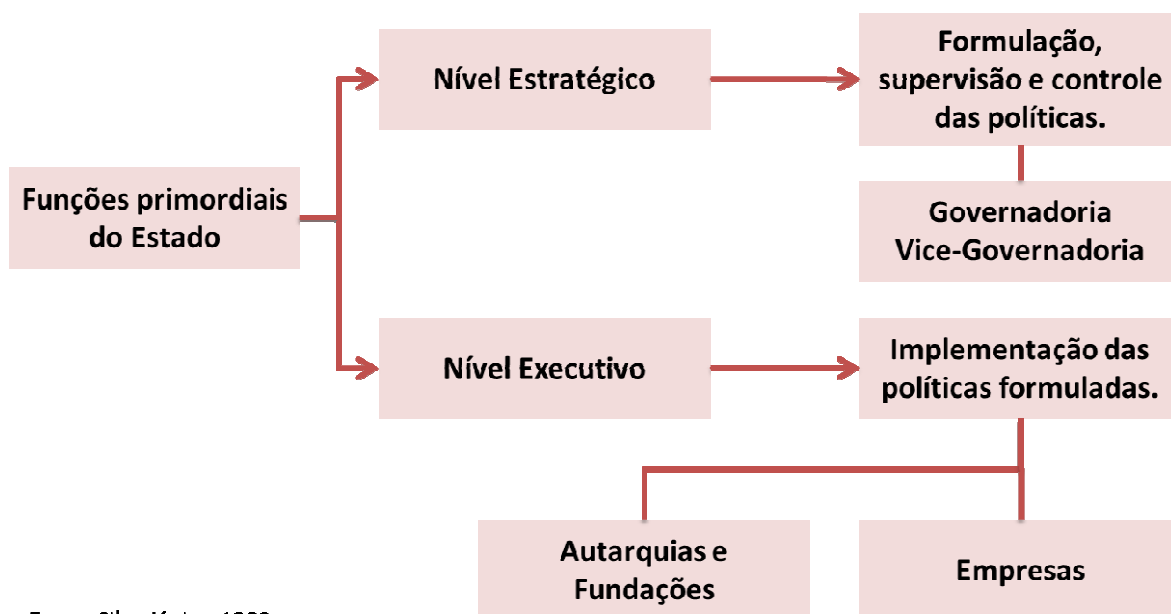 Funções primordiais
do Estado
Nível Estratégico
Formulação,
supervisão e controle
das políticas.
Governadoria
Vice-Governadoria
Nível Executivo
Implementação das
políticas formuladas.
Autarquias e
Fundações
Empresas